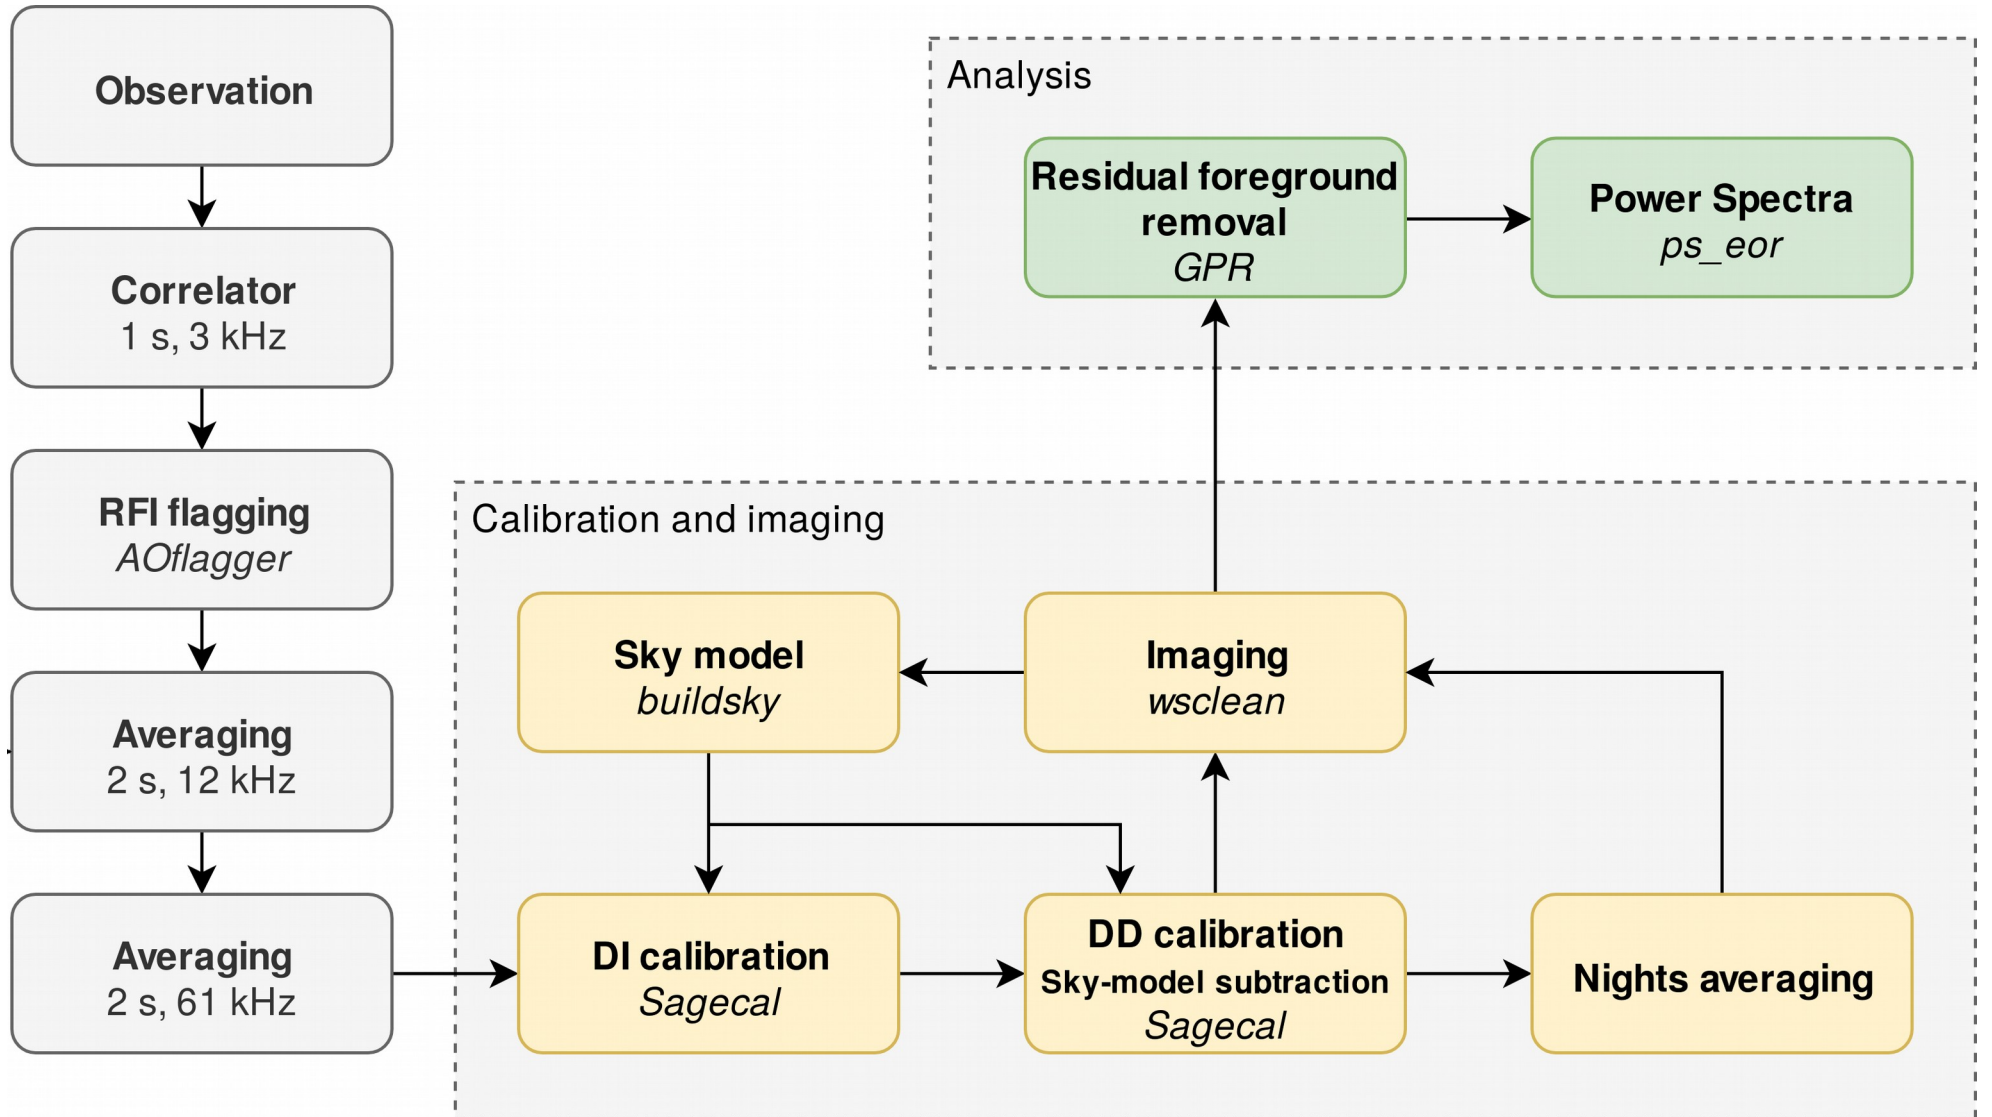 Observation
Correlator
1 s, 3 kHz
RFI flagging
AOflagger
Averaging
2 s, 12 kHz
Averaging
2 s, 61 kHz
Analysis
Residual foreground
removal
GPR
Power Spectra
ps_eor
Calibration and imaging
Sky model
buildsky
Imaging
wsclean
DI calibration
Sagecal
DD calibration
Sky-model subtraction
Sagecal
Nights averaging